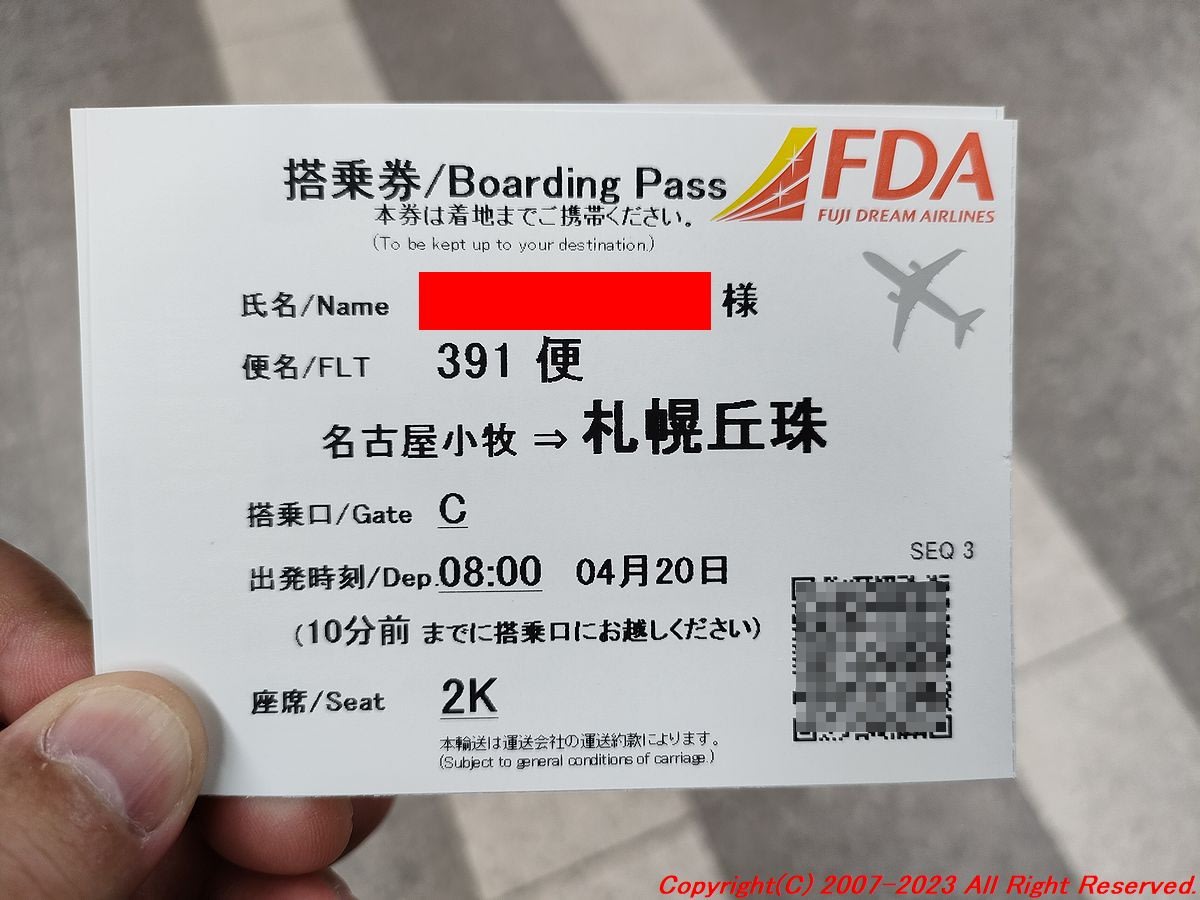 搭乗券/Boarding Pass
本券は着地までご携帯ください。
(To be kept up to your destination.)
FDA
FUJI DREAM AIRLINES
氏名/Name 様
便名/FLT 391 便
名古屋小牧 ⇒ 札幌丘珠
搭乗口/Gate C
出発時刻/Dep. 08:00 04月20日
(10分前 までに搭乗口にお越しください)
座席/Seat 2K
SEQ 3
本輸送は運送会社の運送約款によります。
(Subject to general conditions of carriage.)
Copyright(C) 2007-2023 All Right Reserved.